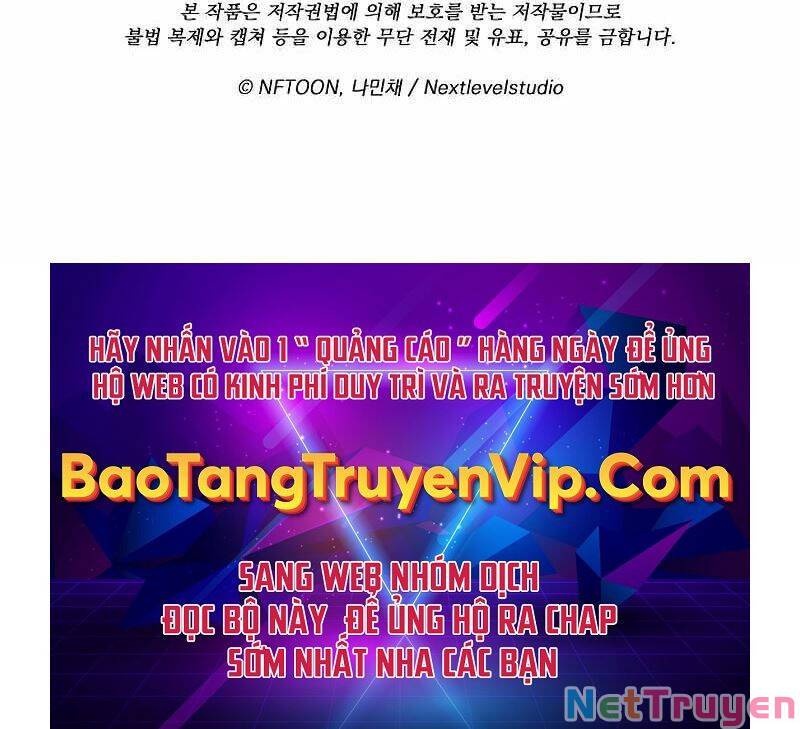 본 작품은 저작권법에 의해 보호를 받는 저작물이므로
불법 복제와 캡쳐 등을 이용한 무단 전재 및 유포, 공유를 금합니다.
© NFTOON, 나민채 / Nextlevelstudio
HÃY NHẤN VÀO 1 “ QUẢNG CÁO ” HÀNG NGÀY ĐỂ ỦNG
HỘ WEB CÓ KINH PHÍ DUY TRÌ VÀ RA TRUYỆN SỚM HƠN
BaoTangTruyenVip.Com
SANG WEB NHÓM DỊCH
ĐỌC BỘ NÀY ĐỂ ỦNG HỘ RA CHAP
SỚM NHẤT NHA CÁC BẠN
NetTruyen